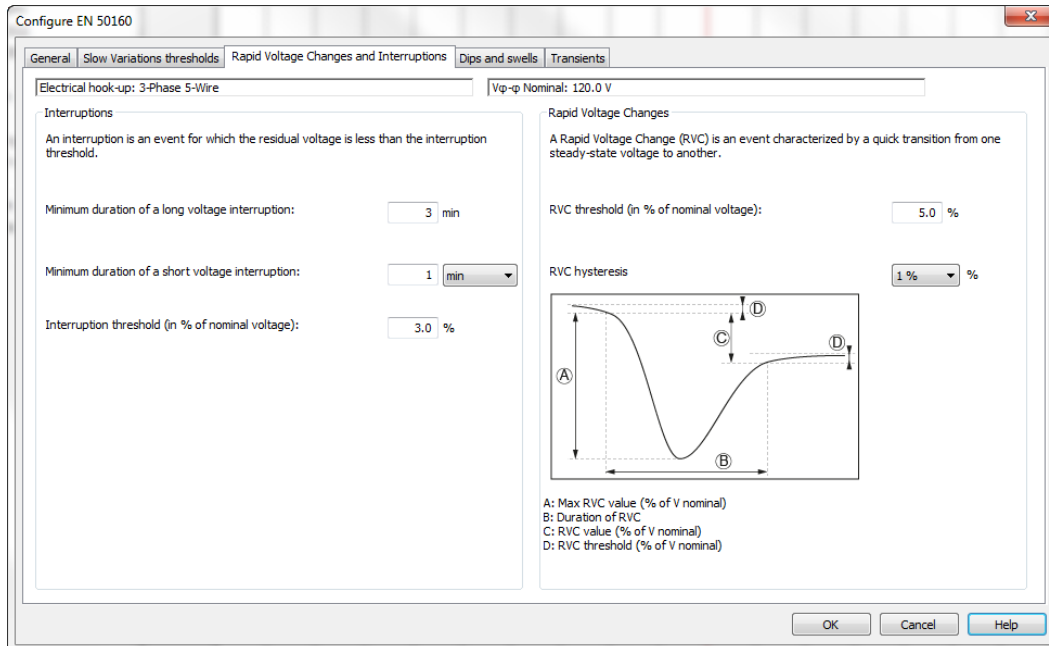 Configure EN 50160
General
Slow Variations thresholds
Rapid Voltage Changes and Interruptions
Dips and swells
Transients
Electrical hook-up: 3-Phase 5-Wire
Vφ-φ Nominal: 120.0 V
Interruptions
An interruption is an event for which the residual voltage is less than the interruption
threshold.
Minimum duration of a long voltage interruption:
3 min
Minimum duration of a short voltage interruption:
1 min
Interruption threshold (in % of nominal voltage):
3.0 %
Rapid Voltage Changes
A Rapid Voltage Change (RVC) is an event characterized by a quick transition from one
steady-state voltage to another.
RVC threshold (in % of nominal voltage):
5.0 %
RVC hysteresis
1 % %
D
C
D
A
B
A: Max RVC value (% of V nominal)
B: Duration of RVC
C: RVC value (% of V nominal)
D: RVC threshold (% of V nominal)
OK
Cancel
Help